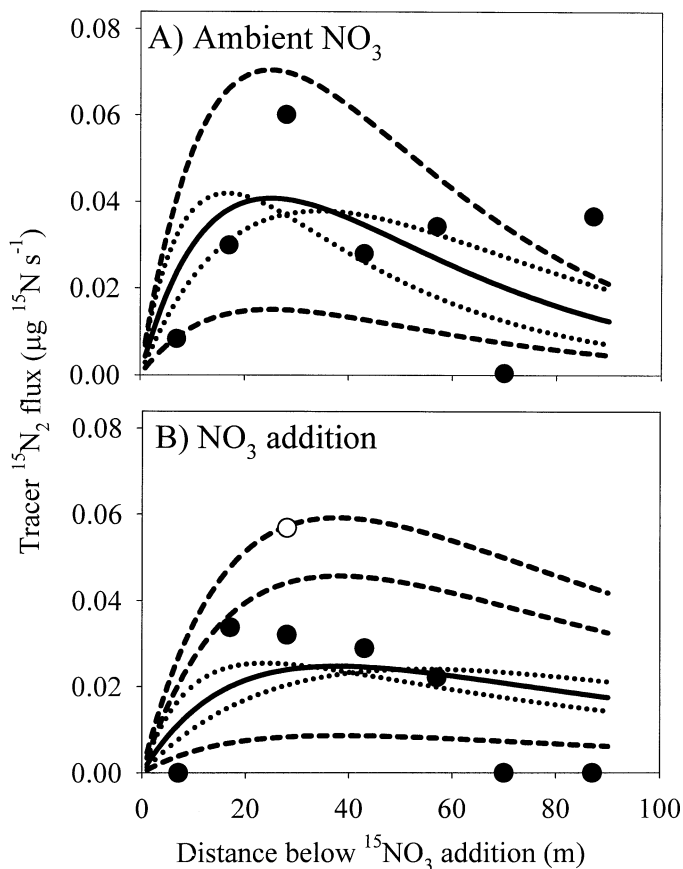 0.08
A) Ambient NO3
0.06
0.04
0.02
0.00
0.08
B) NO3 addition
0.06
0.04
0.02
0.00
0 20 40 60 80 100
Distance below 15NO3 addition (m)
Tracer 15N2 flux (μg 15N s-1)